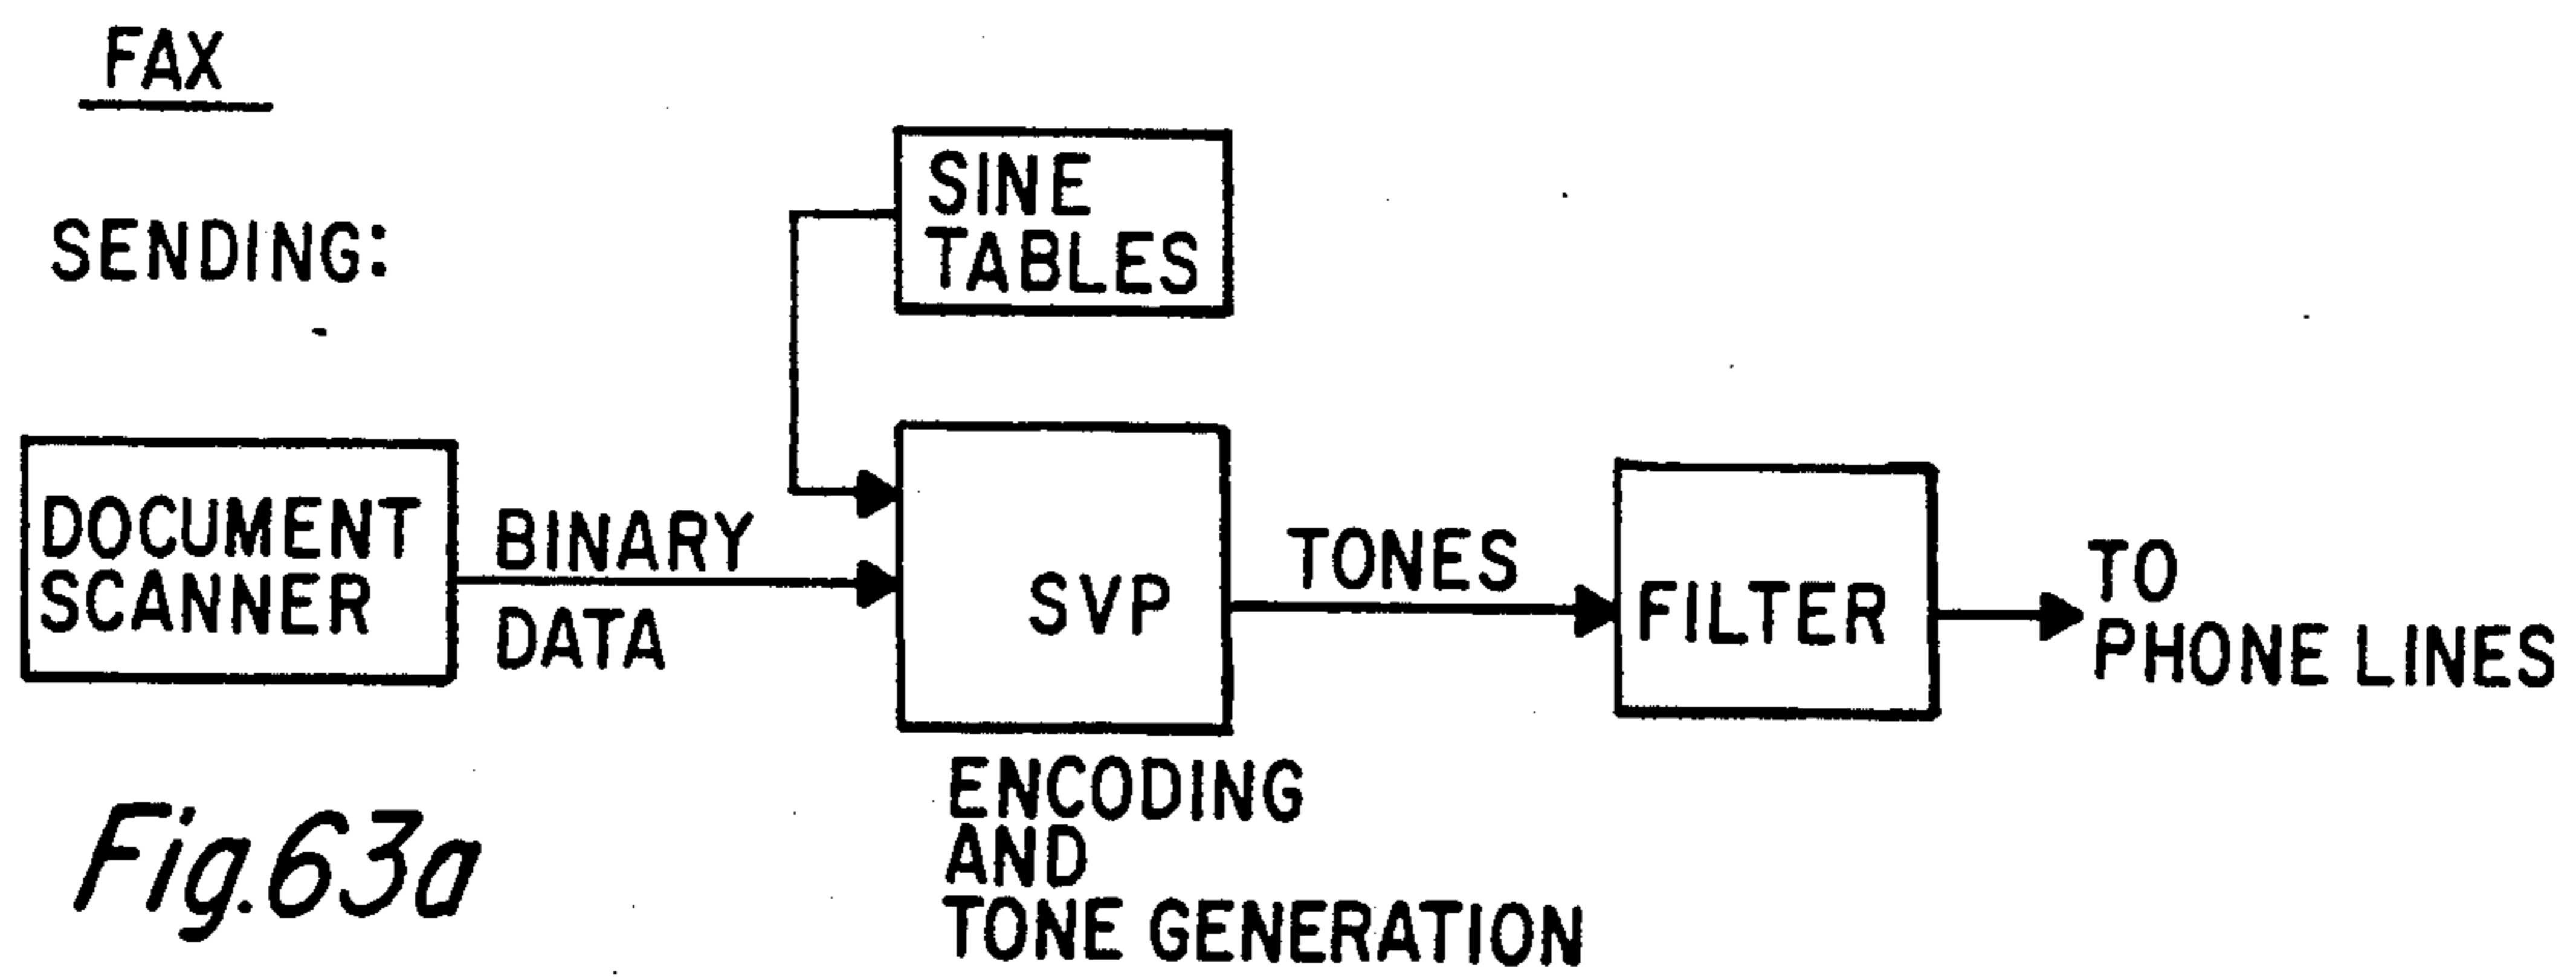 FAX
SENDING:
SINE
TABLES
DOCUMENT
SCANNER
BINARY
DATA
SVP
TONES
FILTER
TO
PHONE LINES
ENCODING
AND
TONE GENERATION
Fig.63a